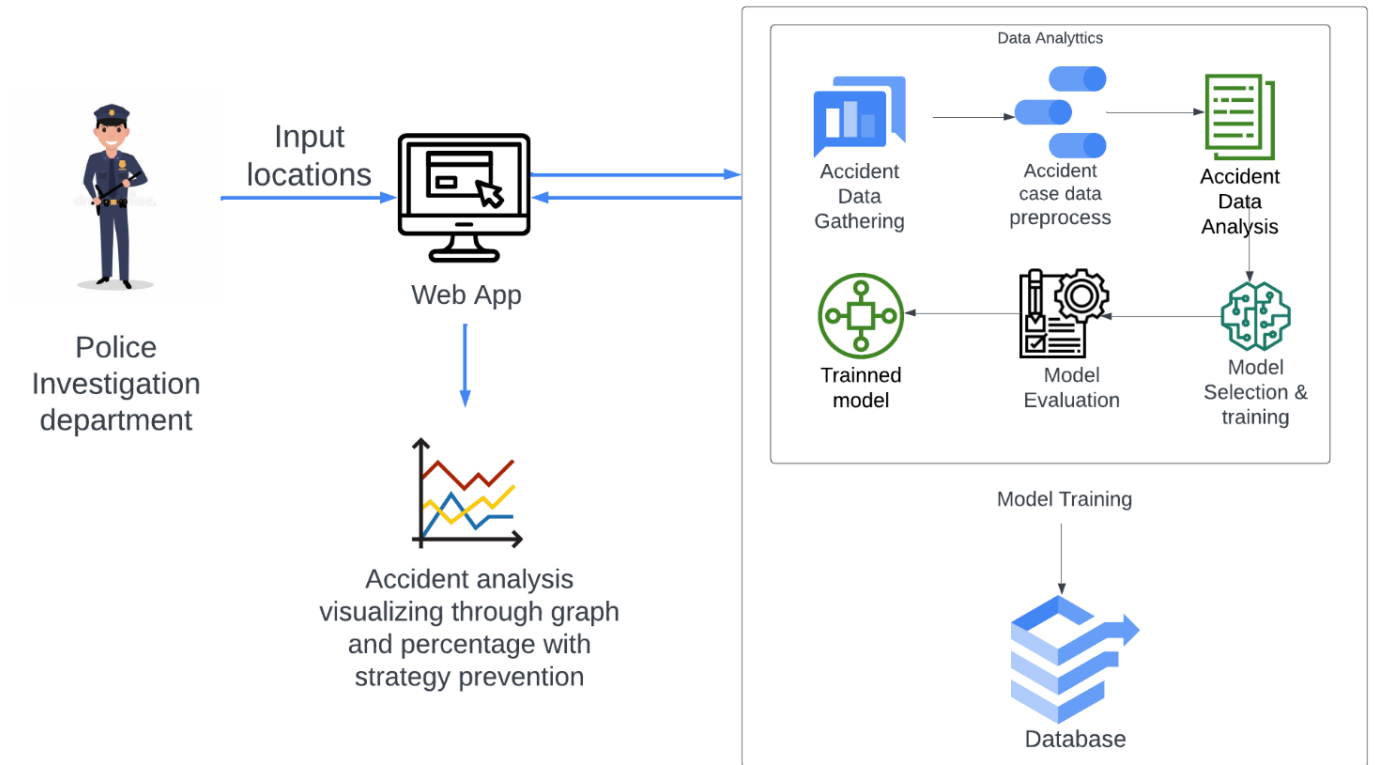 Data Analyttics
Input
locations
Accident
Data
Gathering
Accident
case data
preprocess
Accident
Data
Analysis
Web App
Police
Investigation
department
Trainned
model
Model
Evaluation
Model
Selection &
training
Model Training
Accident analysis
visualizing through graph
and percentage with
strategy prevention
Database